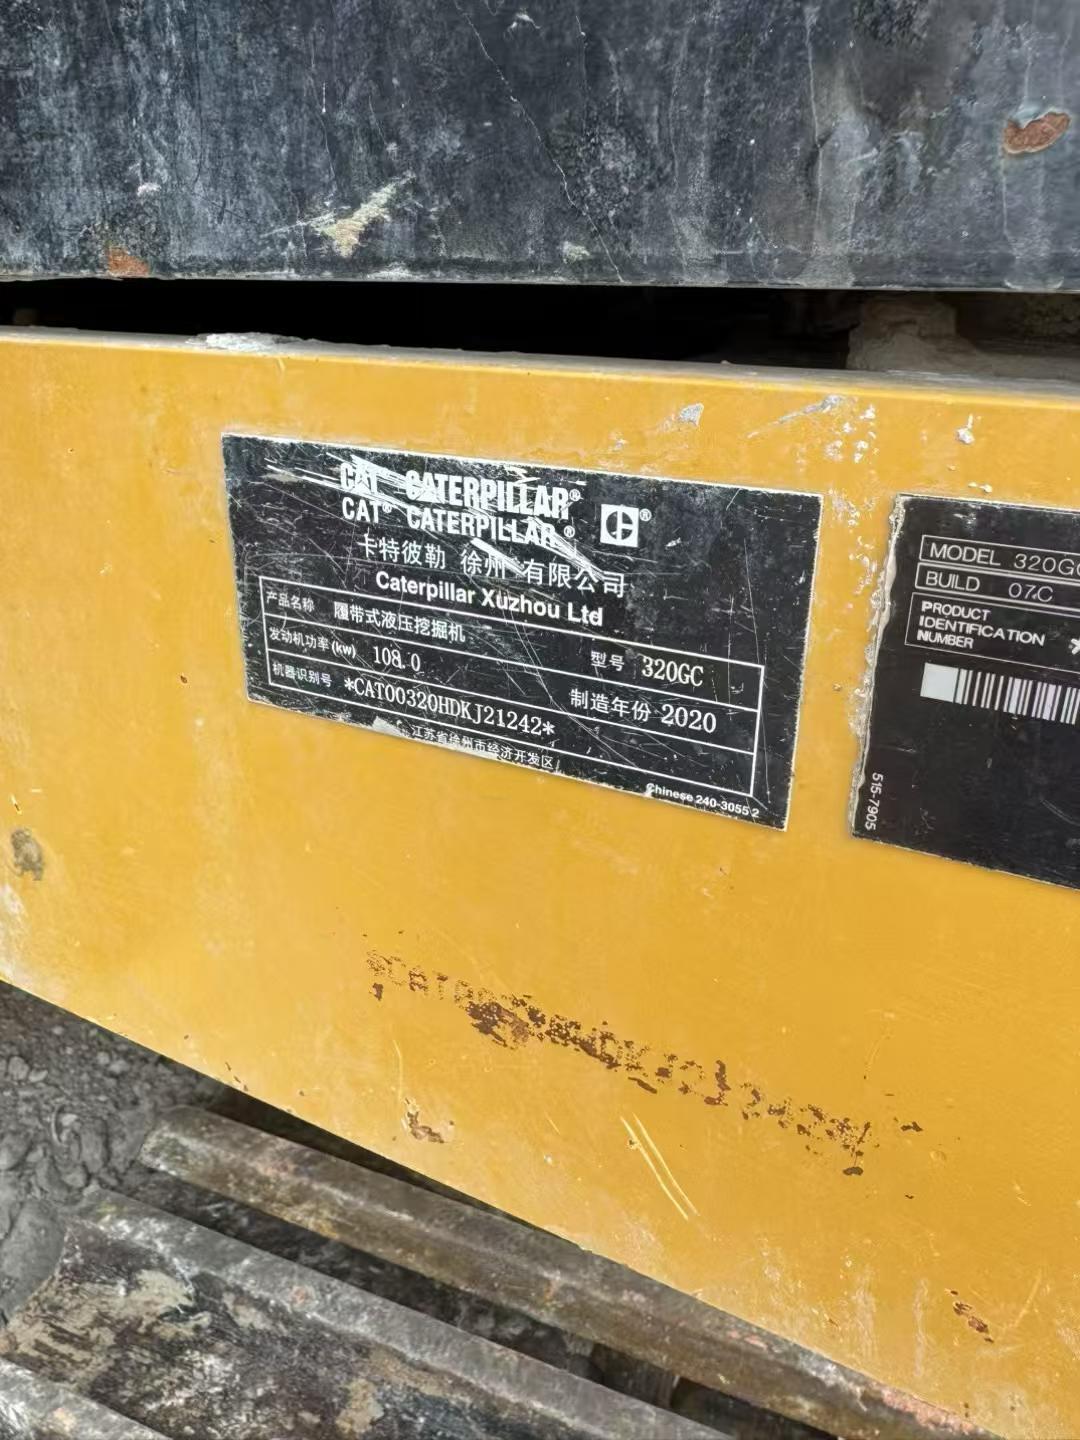 CAT CATERPILLAR®
CAT® CATERPILLAR®
卡特彼勒 徐州 有限公司
Caterpillar Xuzhou Ltd
产品名称 履带式液压挖掘机
型号 320GC
发动机功率(kw) 108.0
制造年份 2020
机器识别号 *CAT00320HDKJ21242*
江苏省徐州市经济开发区
Chinese 240-3055 2
MODEL 320GC
BUILD 07C
PRODUCT
IDENTIFICATION
NUMBER
515-7905